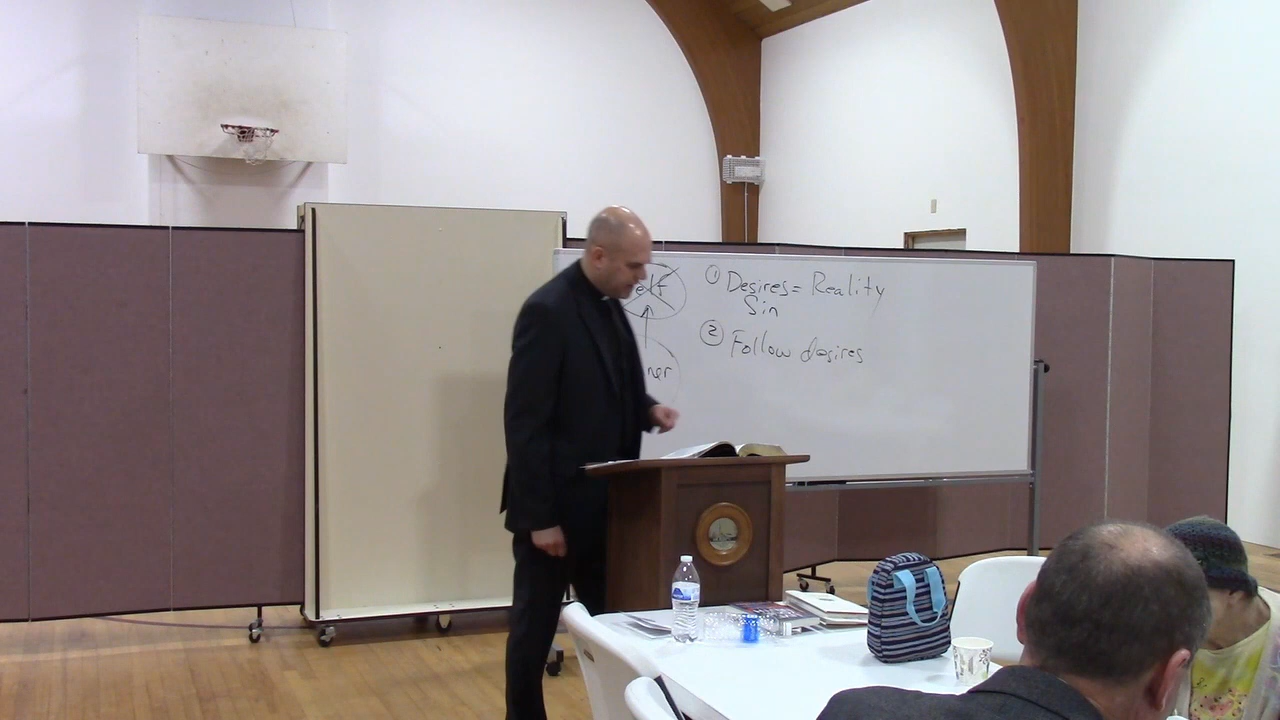 ① Desires = Reality
Sin
② Follow desires